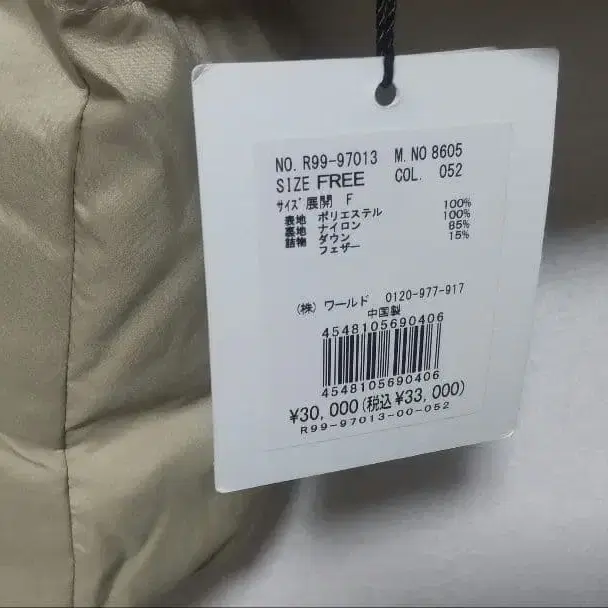 NO. R99-97013 M. NO 8605
SIZE FREE COL. 052
サイズ展開 F
表地 ポリエステル 100%
裏地 ナイロン 100%
詰物 ダウン 85%
フェザー 15%
(株) ワールド 0120-977-917
中国製
4548105690406
4548105690406
¥30,000(税込¥33,000)
R99-97013-00-052